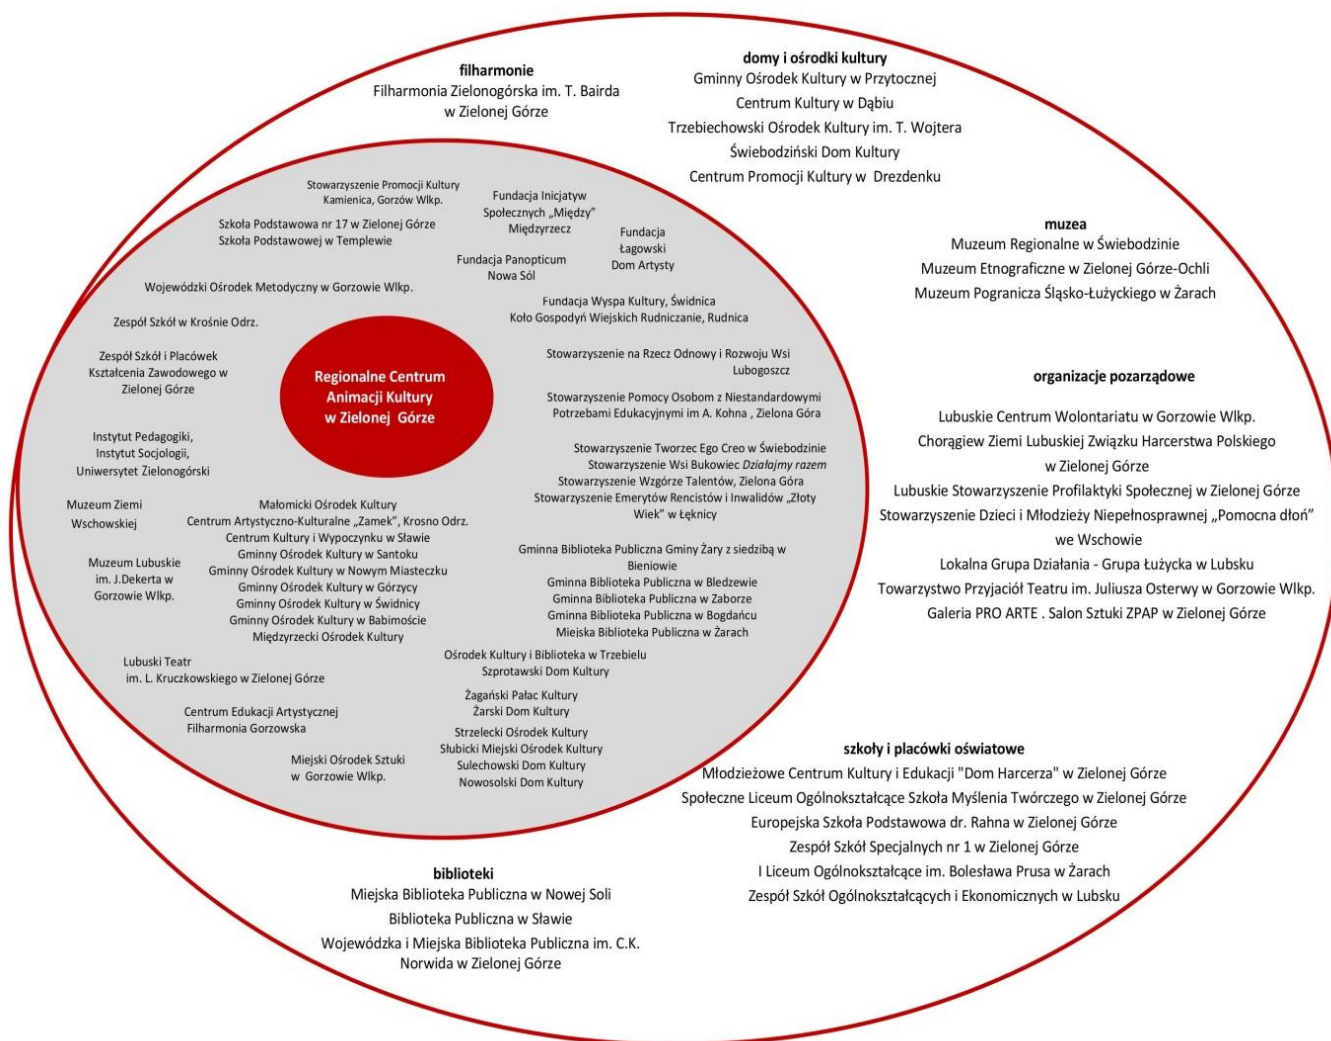 filharmonie
Filharmonia Zielonogórska im. T. Bairda
w Zielonej Górze
domy i ośrodki kultury
Gminny Ośrodek Kultury w Przytocznej
Centrum Kultury w Dąbiu
Trzebiechowski Ośrodek Kultury im. T. Wojtera
Świebodziński Dom Kultury
Centrum Promocji Kultury w Drezdenku
muzea
Muzeum Regionalne w Świebodzinie
Muzeum Etnograficzne w Zielonej Górze-Ochli
Muzeum Pogranicza Śląsko-Łużyckiego w Żarach
organizacje pozarządowe
Lubuskie Centrum Wolontariatu w Gorzowie Wlkp.
Chorągiew Ziemi Lubuskiej Związku Harcerstwa Polskiego
w Zielonej Górze
Lubuskie Stowarzyszenie Profilaktyki Społecznej w Zielonej Górze
Stowarzyszenie Dzieci i Młodzieży Niepełnosprawnej „Pomocna dłoń”
we Wschowie
Lokalna Grupa Działania - Grupa Łużycka w Lubsku
Towarzystwo Przyjaciół Teatru im. Juliusza Osterwy w Gorzowie Wlkp.
Galeria PRO ARTE . Salon Sztuki ZPAP w Zielonej Górze
szkoły i placówki oświatowe
Młodzieżowe Centrum Kultury i Edukacji "Dom Harcerza" w Zielonej Górze
Społeczne Liceum Ogólnokształcące Szkoła Myślenia Twórczego w Zielonej Górze
Europejska Szkoła Podstawowa dr. Rahna w Zielonej Górze
Zespół Szkół Specjalnych nr 1 w Zielonej Górze
I Liceum Ogólnokształcące im. Bolesława Prusa w Żarach
Zespół Szkół Ogólnokształcących i Ekonomicznych w Lubsku
biblioteki
Miejska Biblioteka Publiczna w Nowej Soli
Biblioteka Publiczna w Sławie
Wojewódzka i Miejska Biblioteka Publiczna im. C.K.
Norwida w Zielonej Górze
Stowarzyszenie Promocji Kultury
Kamienica, Gorzów Wlkp.
Szkoła Podstawowa nr 17 w Zielonej Górze
Szkoła Podstawowej w Templewie
Fundacja Inicjatyw
Społecznych „Między”
Międzyrzecz
Fundacja
Łagowski
Dom Artysty
Fundacja Panopticum
Nowa Sól
Wojewódzki Ośrodek Metodyczny w Gorzowie Wlkp.
Fundacja Wyspa Kultury, Świdnica
Koło Gospodyń Wiejskich Rudniczanie, Rudnica
Zespół Szkół w Krośnie Odrz.
Zespół Szkół i Placówek
Kształcenia Zawodowego w
Zielonej Górze
Regionalne Centrum
Animacji Kultury
w Zielonej Górze
Stowarzyszenie na Rzecz Odnowy i Rozwoju Wsi
Lubogoszcz
Stowarzyszenie Pomocy Osobom z Niestandardowymi
Potrzebami Edukacyjnymi im A. Kohna , Zielona Góra
Instytut Pedagogiki,
Instytut Socjologii,
Uniwersytet Zielonogórski
Stowarzyszenie Tworzec Ego Creo w Świebodzinie
Stowarzyszenie Wsi Bukowiec Działajmy razem
Stowarzyszenie Wzgórze Talentów, Zielona Góra
Stowarzyszenie Emerytów Rencistów i Inwalidów „Złoty
Wiek” w Łęknicy
Muzeum Ziemi
Wschowskiej
Małomicki Ośrodek Kultury
Centrum Artystyczno-Kulturalne „Zamek”, Krosno Odrz.
Centrum Kultury i Wypoczynku w Sławie
Gminny Ośrodek Kultury w Santoku
Gminny Ośrodek Kultury w Nowym Miasteczku
Gminny Ośrodek Kultury w Górzycy
Gminny Ośrodek Kultury w Świdnicy
Gminny Ośrodek Kultury w Babimoście
Międzyrzecki Ośrodek Kultury
Muzeum Lubuskie
im. J.Dekerta w
Gorzowie Wlkp.
Gminna Biblioteka Publiczna Gminy Żary z siedzibą w
Bieniowie
Gminna Biblioteka Publiczna w Bledzewie
Gminna Biblioteka Publiczna w Zaborze
Gminna Biblioteka Publiczna w Bogdańcu
Miejska Biblioteka Publiczna w Żarach
Lubuski Teatr
im. L. Kruczkowskiego w Zielonej Górze
Ośrodek Kultury i Biblioteka w Trzebielu
Szprotawski Dom Kultury
Żagański Pałac Kultury
Żarski Dom Kultury
Centrum Edukacji Artystycznej
Filharmonia Gorzowska
Strzelecki Ośrodek Kultury
Słubicki Miejski Ośrodek Kultury
Sulechowski Dom Kultury
Nowosolski Dom Kultury
Miejski Ośrodek Sztuki
w Gorzowie Wlkp.